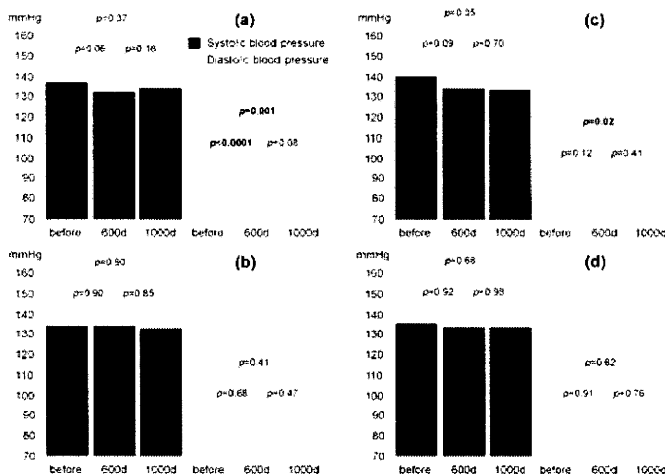 mmHg
p=0.37
(a)
160
150
140
130
120
110
100
90
80
70
p=0.06 p=0.16
Systolic blood pressure
Diastolic blood pressure
p=0.001
p<0.0001 p=0.08
before 600d 1000d before 600d 1000d
mmHg
p=0.35
(c)
160
150
140
130
120
110
100
90
80
70
p=0.09 p=0.70
p=0.02
p=0.12 p=0.41
before 600d 1000d before 600d 1000d
mmHg
p=0.90
(b)
160
150
140
130
120
110
100
90
80
70
p=0.90 p=0.85
p=0.41
p=0.68 p=0.47
before 600d 1000d before 600d 1000d
mmHg
p=0.68
(d)
160
150
140
130
120
110
100
90
80
70
p=0.92 p=0.98
p=0.82
p=0.91 p=0.76
before 600d 1000d before 600d 1000d